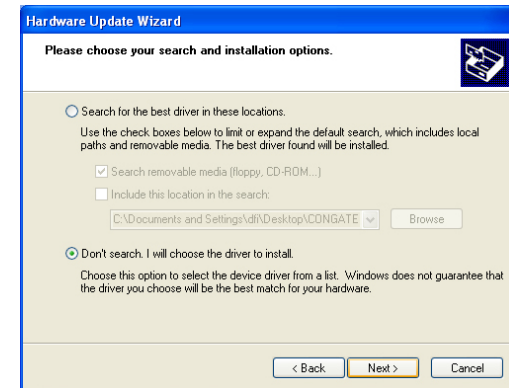 Hardware Update Wizard
Please choose your search and installation options.
Search for the best driver in these locations.
Use the check boxes below to limit or expand the default search, which includes local
paths and removable media. The best driver found will be installed.
Search removable media (floppy, CD-ROM...)
Include this location in the search:
C:\Documents and Settings\dfi\Desktop\CONGATE
Browse
Don't search. I will choose the driver to install.
Choose this option to select the device driver from a list. Windows does not guarantee that
the driver you choose will be the best match for your hardware.
< Back Next > Cancel